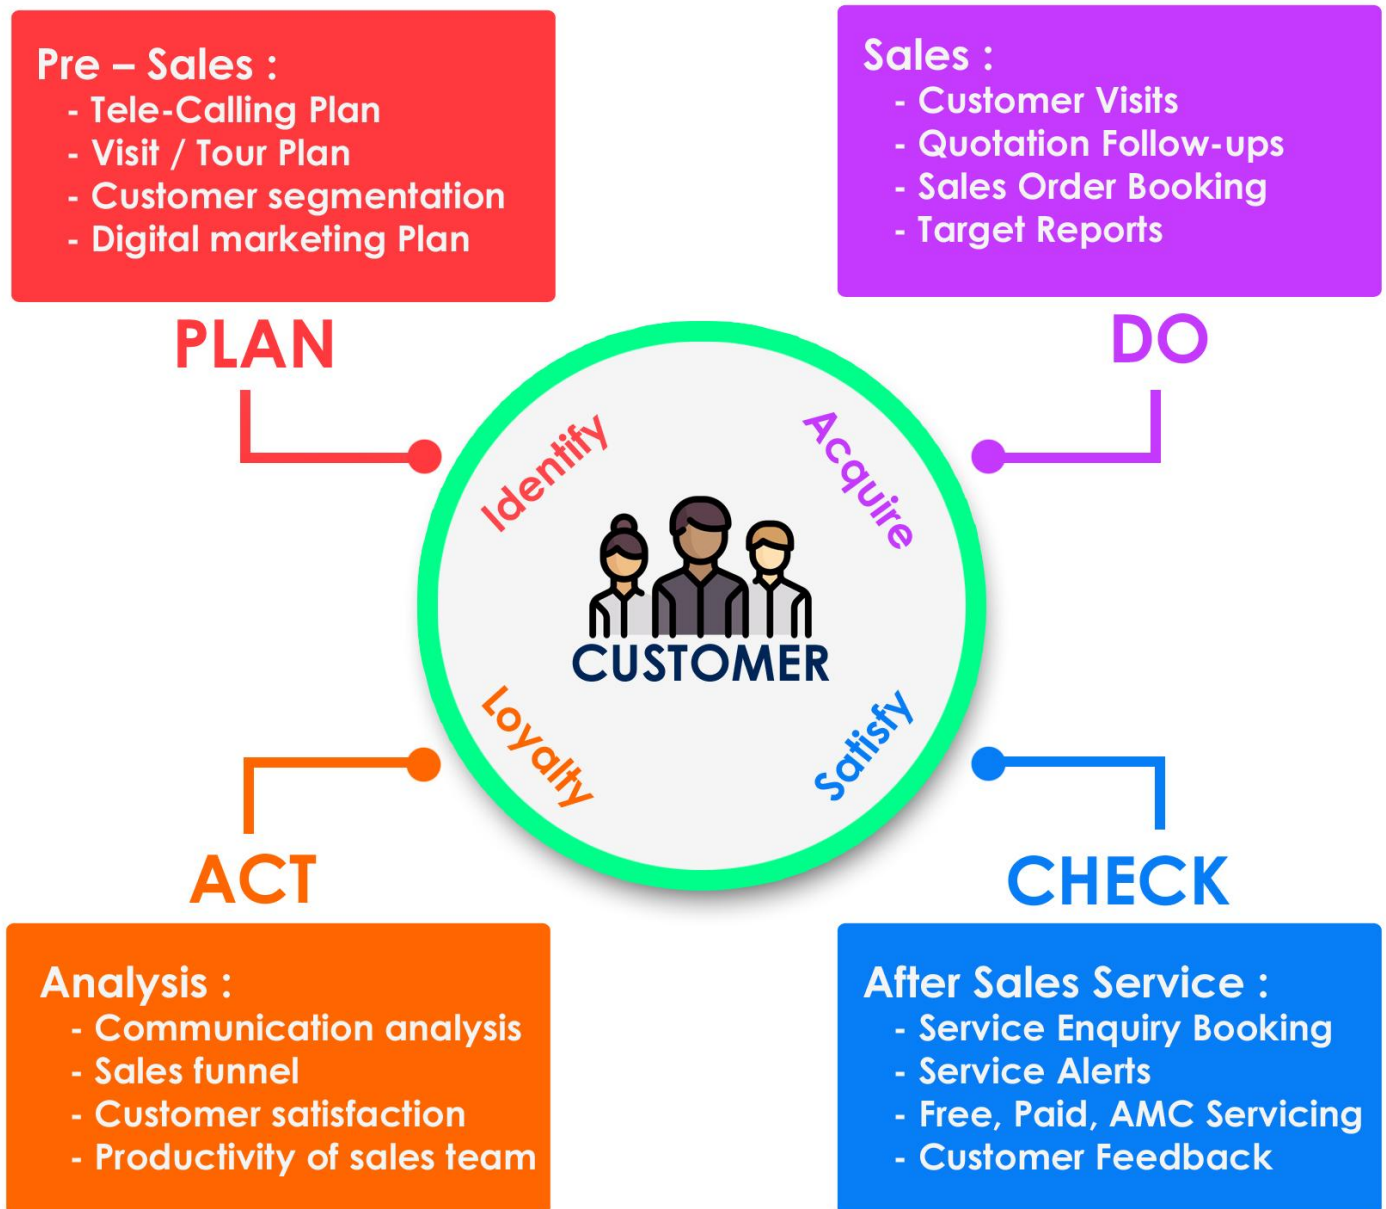 Pre – Sales :
- Tele-Calling Plan
- Visit / Tour Plan
- Customer segmentation
- Digital marketing Plan
PLAN
Sales :
- Customer Visits
- Quotation Follow-ups
- Sales Order Booking
- Target Reports
DO
Identify
Acquire
CUSTOMER
Loyalty
Satisfy
ACT
Analysis :
- Communication analysis
- Sales funnel
- Customer satisfaction
- Productivity of sales team
CHECK
After Sales Service :
- Service Enquiry Booking
- Service Alerts
- Free, Paid, AMC Servicing
- Customer Feedback